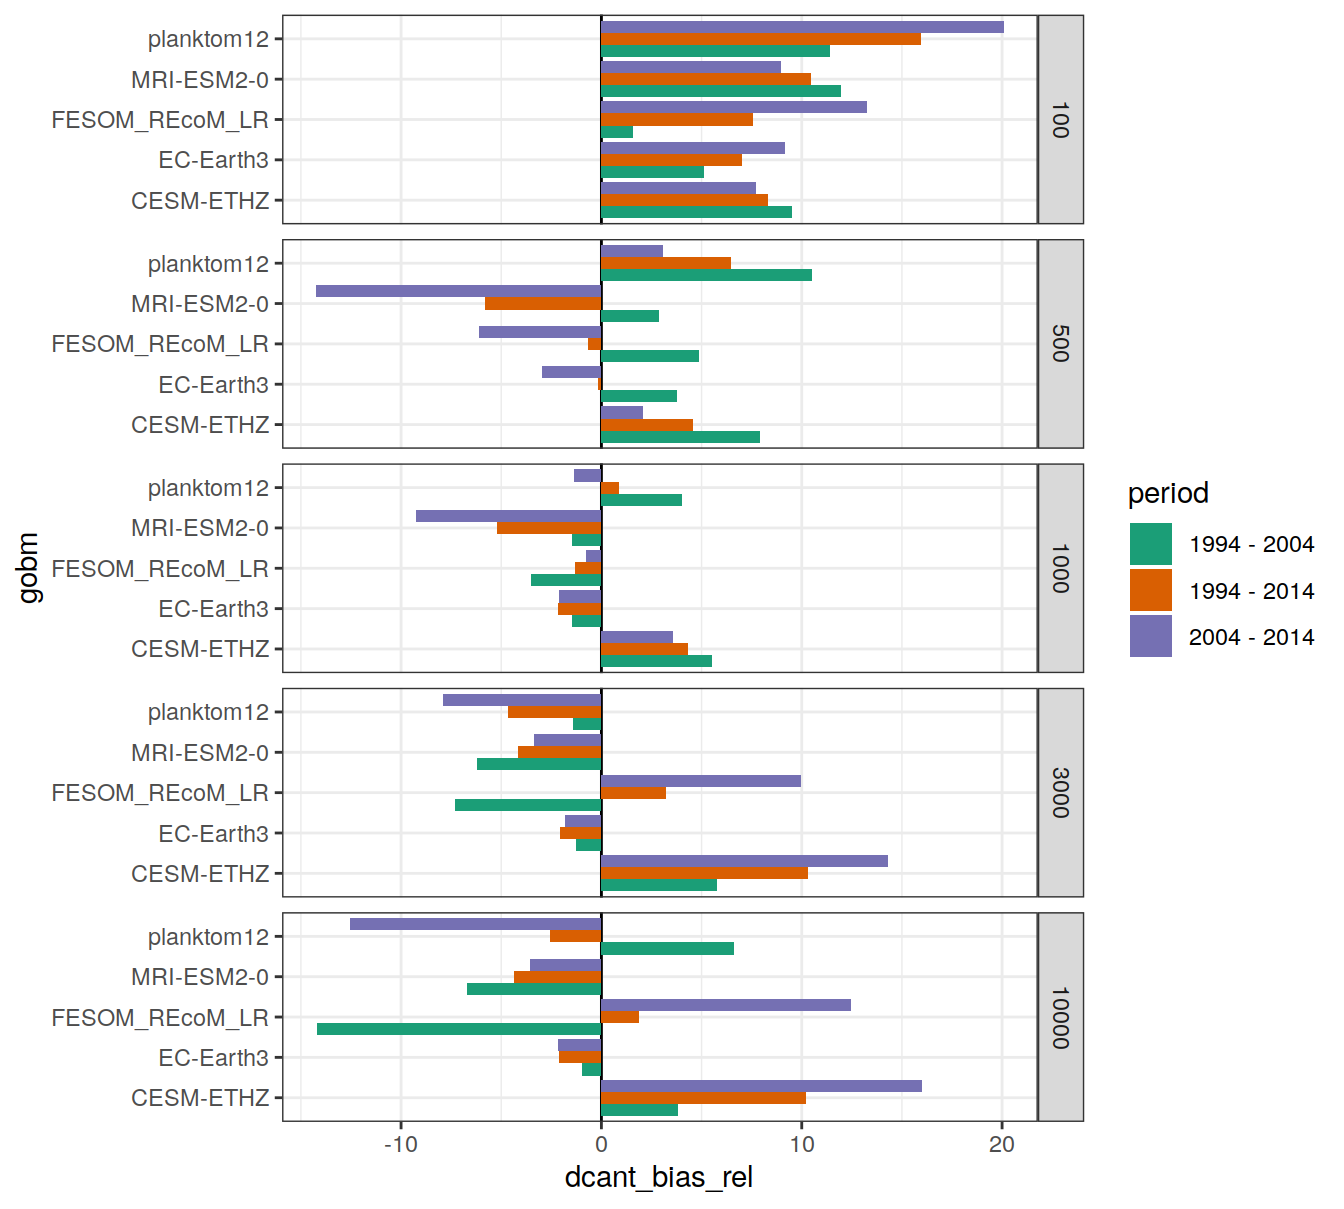 planktom12
MRI-ESM2-0
FESOM_REcoM_LR
EC-Earth3
CESM-ETHZ
100
planktom12
MRI-ESM2-0
FESOM_REcoM_LR
EC-Earth3
CESM-ETHZ
500
planktom12
MRI-ESM2-0
FESOM_REcoM_LR
EC-Earth3
CESM-ETHZ
1000
planktom12
MRI-ESM2-0
FESOM_REcoM_LR
EC-Earth3
CESM-ETHZ
3000
planktom12
MRI-ESM2-0
FESOM_REcoM_LR
EC-Earth3
CESM-ETHZ
10000
gobm
-10 0 10 20
dcant_bias_rel
period
1994 - 2004
1994 - 2014
2004 - 2014